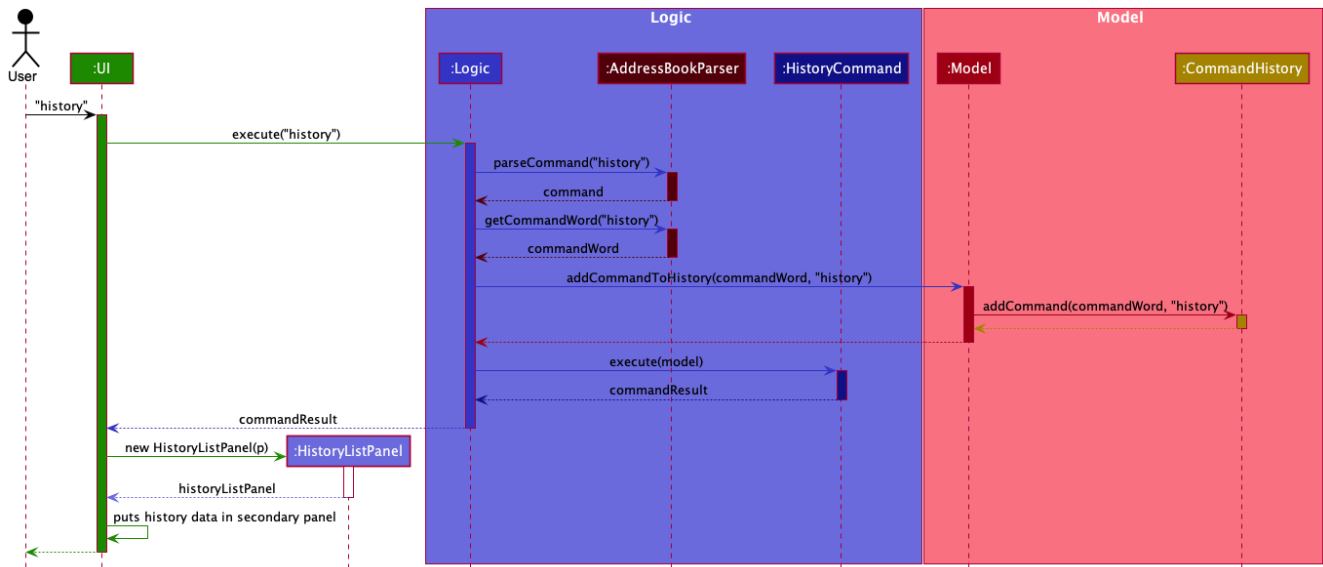 Logic
Model
User
:UI
:Logic
:AddressBookParser
:HistoryCommand
:Model
:CommandHistory
"history"
execute("history")
parseCommand("history")
command
getCommandWord("history")
commandWord
addCommandToHistory(commandWord, "history")
addCommand(commandWord, "history")
execute(model)
commandResult
commandResult
new HistoryListPanel(p)
:HistoryListPanel
historyListPanel
puts history data in secondary panel